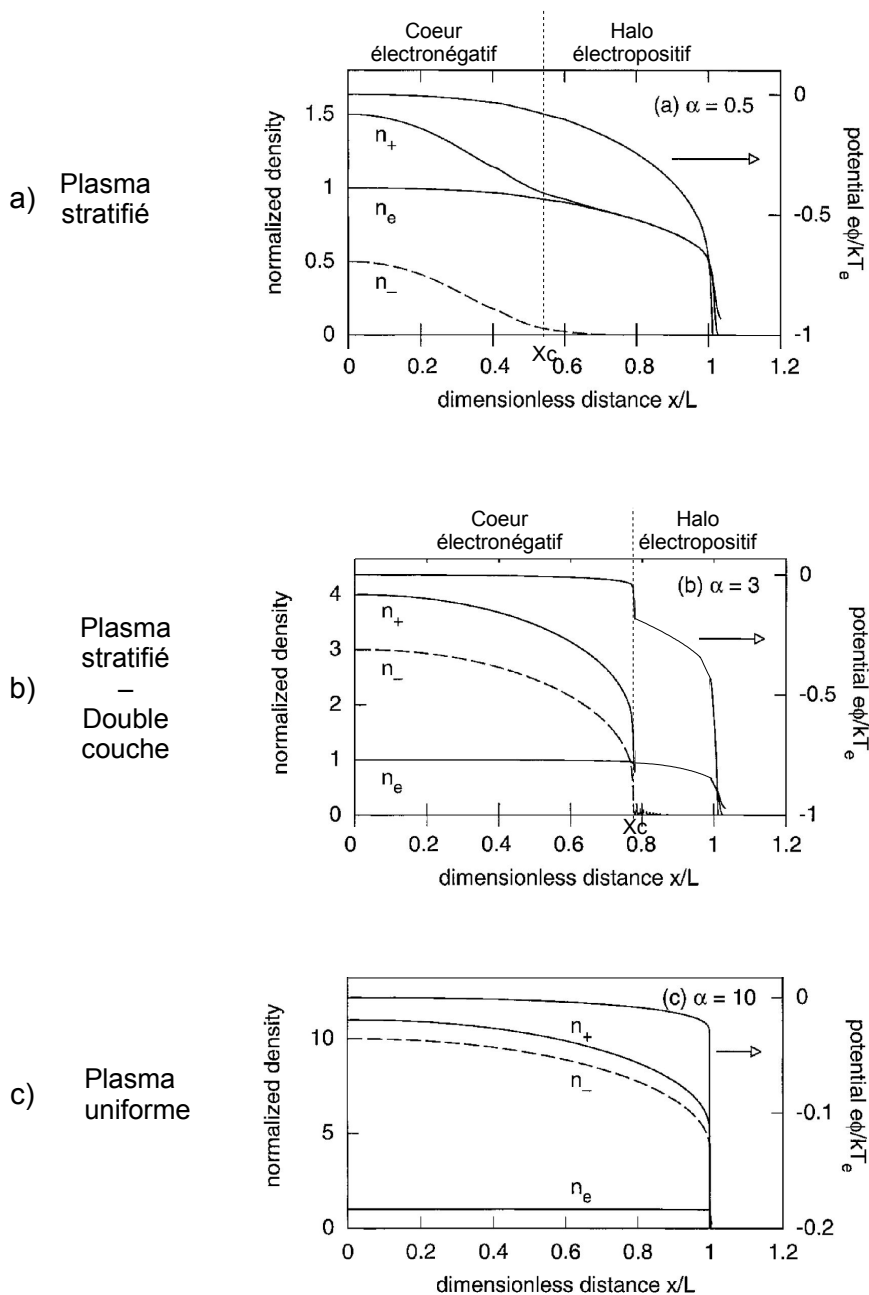 Coeur
électronégatif
Halo
électropositif
a) Plasma
stratifié
(a) α = 0.5
n₊
nₑ
n₋
normalized density
1.5
1
0.5
0
0
-0.5
-1
potential eϕ/kTₑ
Xc
0 0.2 0.4 0.6 0.8 1 1.2
dimensionless distance x/L
Coeur
électronégatif
Halo
électropositif
b) Plasma
stratifié
–
Double
couche
(b) α = 3
n₊
n₋
nₑ
normalized density
4
3
2
1
0
0
-0.5
-1
potential eϕ/kTₑ
Xc
0 0.2 0.4 0.6 0.8 1 1.2
dimensionless distance x/L
c) Plasma
uniforme
(c) α = 10
n₊
n₋
nₑ
normalized density
10
5
0
0
-0.1
-0.2
potential eϕ/kTₑ
0 0.2 0.4 0.6 0.8 1 1.2
dimensionless distance x/L